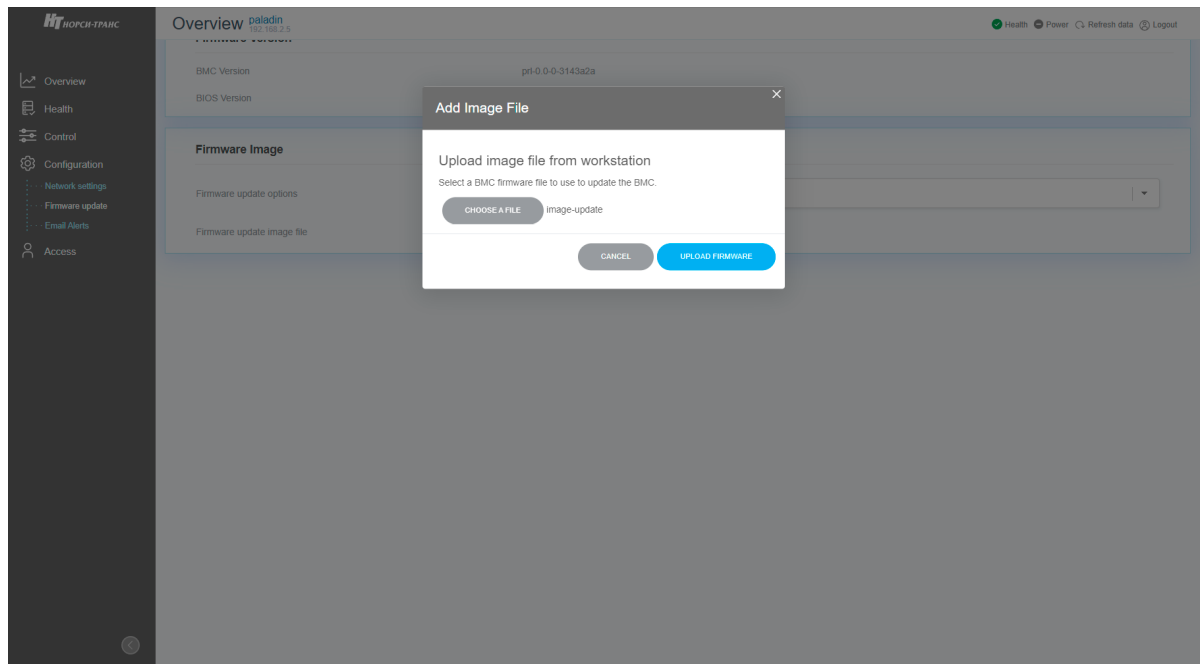 НТ НОРСИ-ТРАНС
Overview paladin
192.168.2.5
Health Power Refresh data Logout
Overview
Health
Control
Configuration
Network settings
Firmware update
Email Alerts
Access
Firmware version
BMC Version prl-0.0-0-3143a2a
BIOS Version
Firmware Image
Firmware update options
Firmware update image file
Add Image File
Upload image file from workstation
Select a BMC firmware file to use to update the BMC.
CHOOSE A FILE image-update
CANCEL UPLOAD FIRMWARE